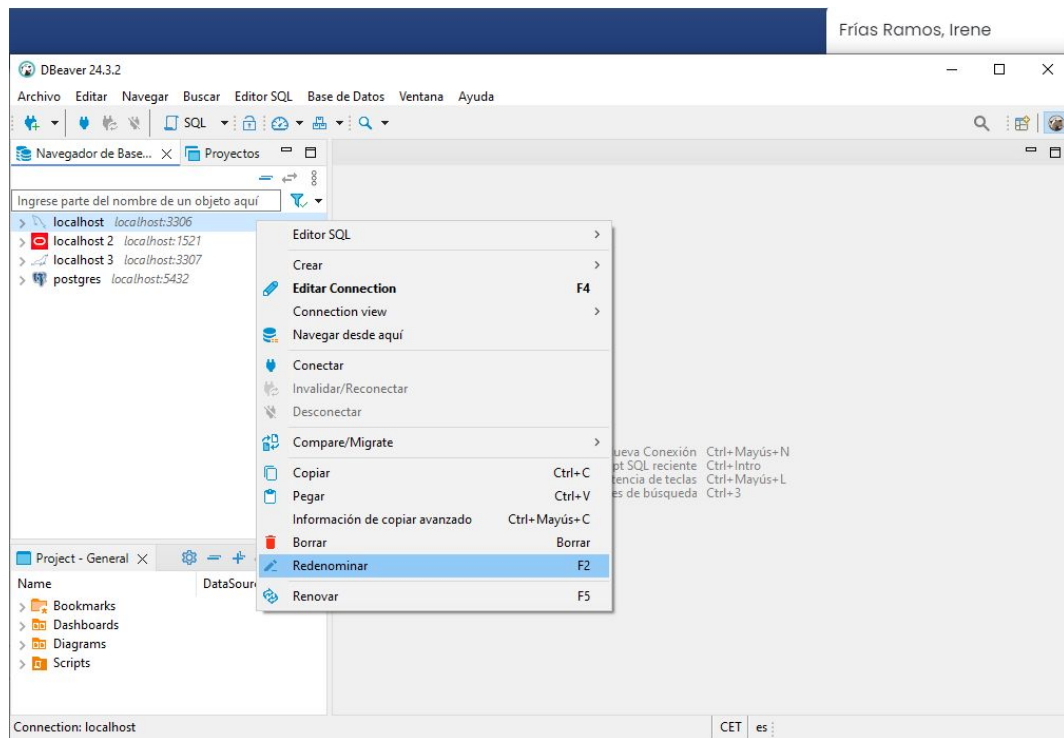 Frías Ramos, Irene
DBeaver 24.3.2
Archivo Editar Navegar Buscar Editor SQL Base de Datos Ventana Ayuda
SQL
Navegador de Base... Proyectos
Ingrese parte del nombre de un objeto aquí
localhost localhost:3306
localhost 2 localhost:1521
localhost 3 localhost:3307
postgres localhost:5432
Editor SQL
Crear
Editar Connection F4
Connection view
Navegar desde aquí
Conectar
Invalidar/Reconectar
Desconectar
Compare/Migrate
Copiar Ctrl+C
Pegar Ctrl+V
Información de copiar avanzado Ctrl+Mayús+C
Borrar Borrar
Redenominar F2
Renovar F5
ueva Conexión Ctrl+Mayús+N
pt SQL reciente Ctrl+Intro
tencia de teclas Ctrl+Mayús+L
es de búsqueda Ctrl+3
Project - General
Name DataSour
Bookmarks
Dashboards
Diagrams
Scripts
Connection: localhost CET es